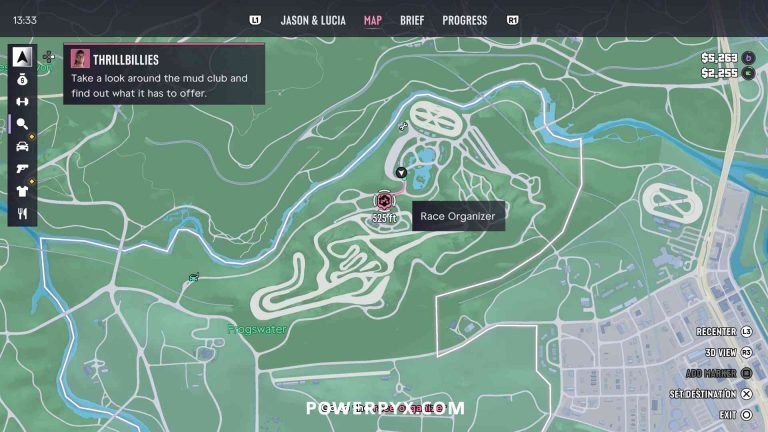 13:33
L1 JASON & LUCIA MAP BRIEF PROGRESS R1
THRILLBILLIES
Take a look around the mud club and
find out what it has to offer.
$5,263
$2,255
525 ft
Race Organizer
Frogswater
RECENTER L3
3D VIEW R3
ADD MARKER
SET DESTINATION
EXIT
POWERPYX.COM